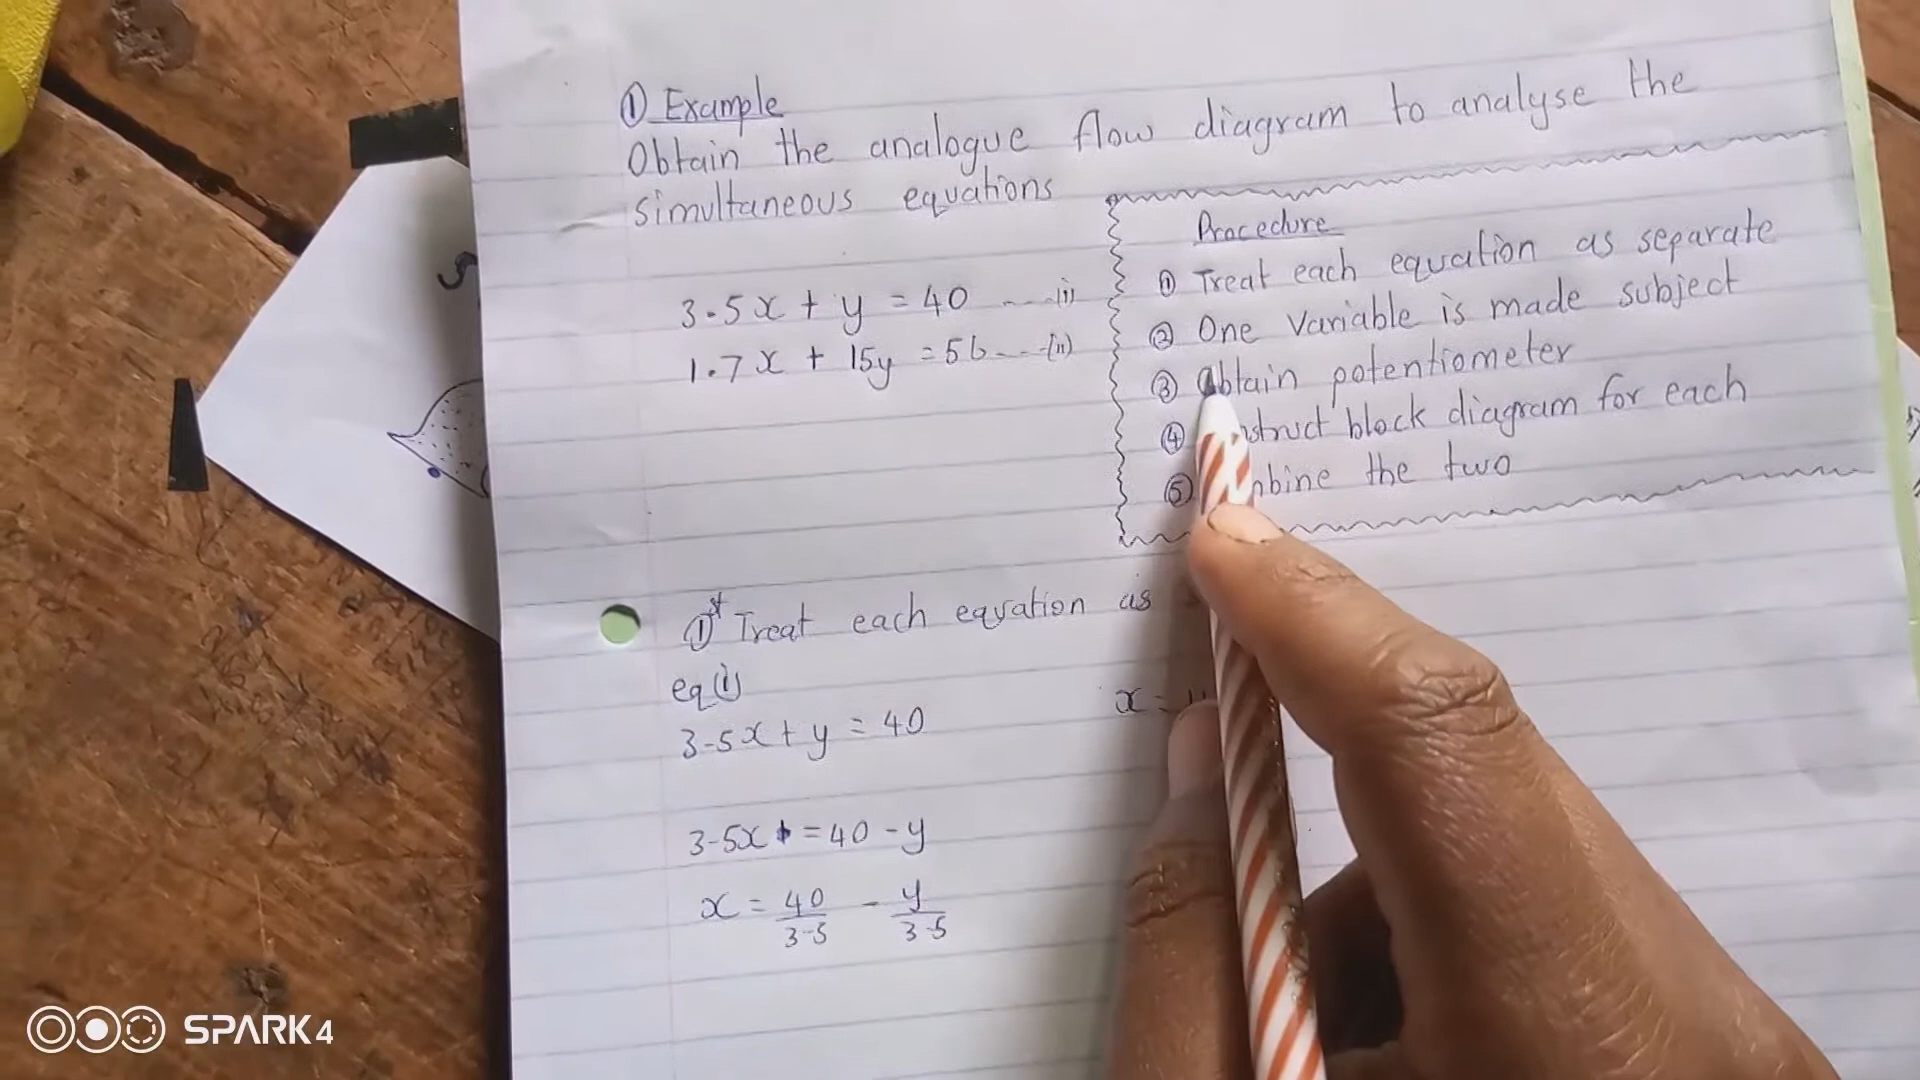 ① Example
Obtain the analogue flow diagram to analyse the
simultaneous equations
3.5x + y = 40 ---(i)
1.7x + 15y = 56 ---(ii)
Procedure
① Treat each equation as separate
② One Variable is made subject
③ Obtain potentiometer
④ struct block diagram for each
⑤ bine the two
① Treat each equation as
eq(i)
3.5x + y = 40
x =
3.5x = 40 - y
x = 40/3.5 - y/3.5
SPARK 4